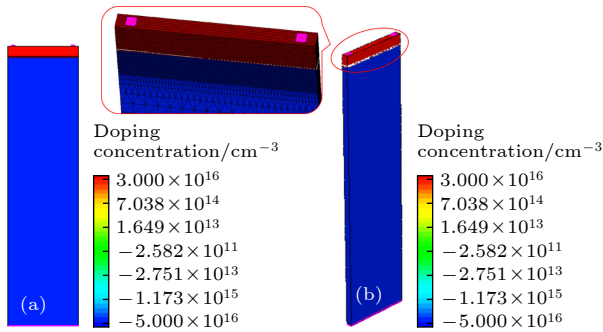 Doping
concentration/cm⁻³
3.000×10¹⁶
7.038×10¹⁴
1.649×10¹³
−2.582×10¹¹
−2.751×10¹³
−1.173×10¹⁵
−5.000×10¹⁶
(a)
Doping
concentration/cm⁻³
3.000×10¹⁶
7.038×10¹⁴
1.649×10¹³
−2.582×10¹¹
−2.751×10¹³
−1.173×10¹⁵
−5.000×10¹⁶
(b)